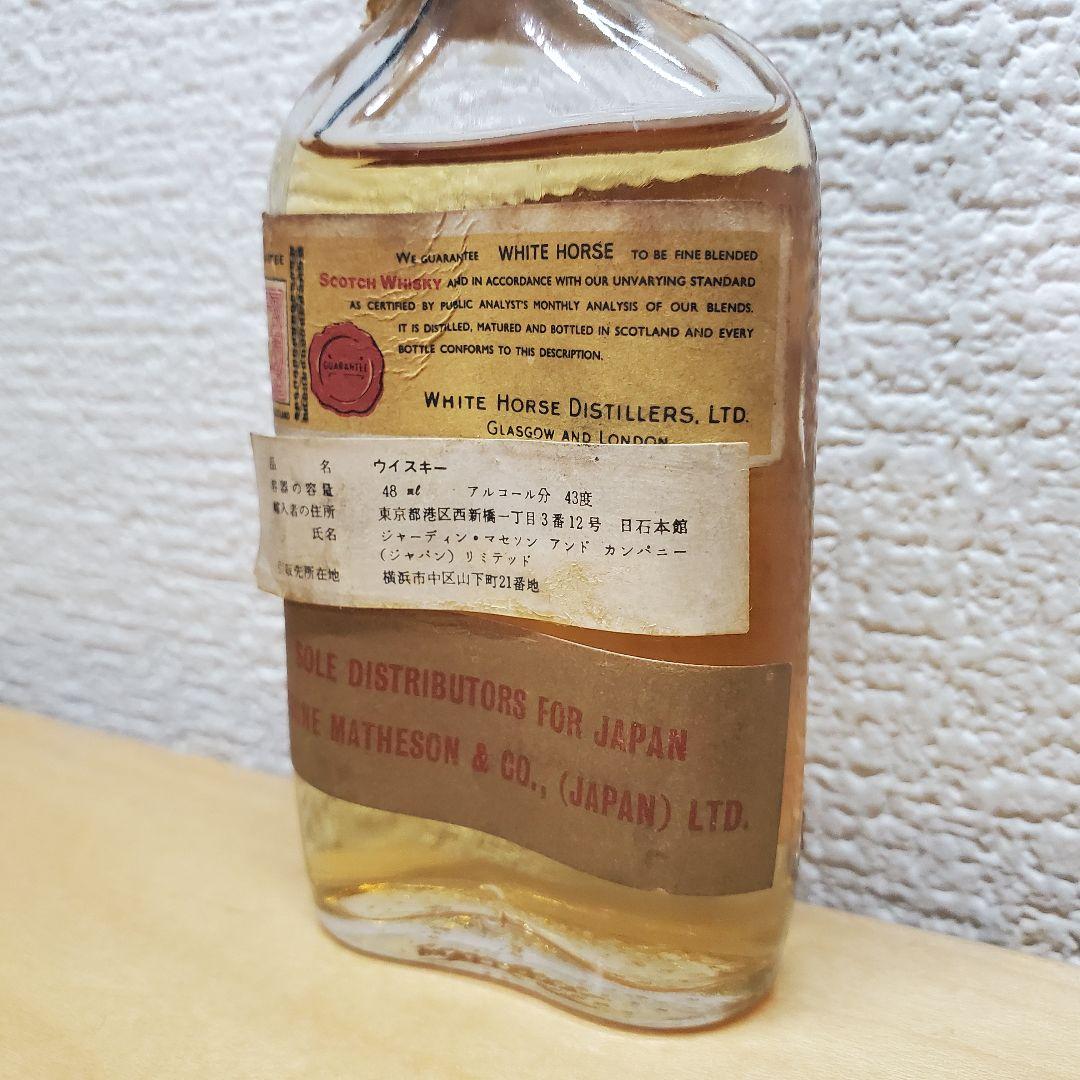 WE GUARANTEE WHITE HORSE TO BE FINE BLENDED
SCOTCH WHISKY AND IN ACCORDANCE WITH OUR UNVARYING STANDARD
AS CERTIFIED BY PUBLIC ANALYST'S MONTHLY ANALYSIS OF OUR BLENDS.
IT IS DISTILLED, MATURED AND BOTTLED IN SCOTLAND AND EVERY
BOTTLE CONFORMS TO THIS DESCRIPTION.
GUARANTEE
WHITE HORSE DISTILLERS, LTD.
GLASGOW AND LONDON.
品名 ウイスキー
容器の容量 48 ml アルコール分 43度
輸入者の住所 東京都港区西新橋一丁目3番12号 日石本館
氏名 ジャーディン・マセソン アンド カンパニー
(ジャパン) リミテッド
引取先所在地 横浜市中区山下町21番地
SOLE DISTRIBUTORS FOR JAPAN
INE MATHESON & CO., (JAPAN) LTD.